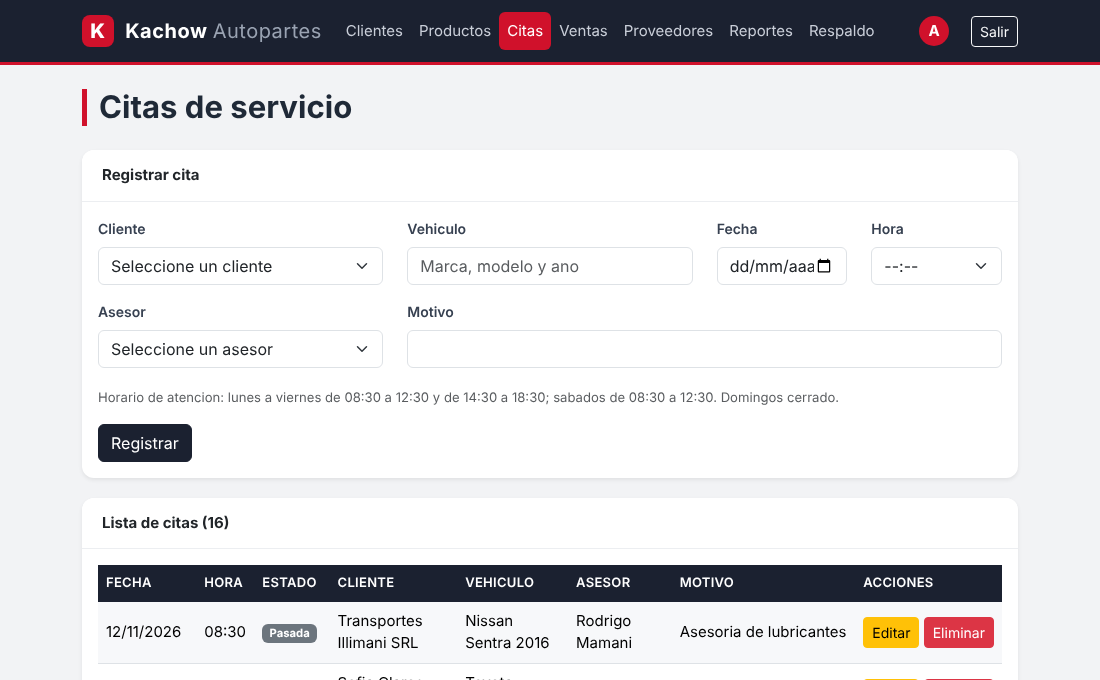 K Kachow Autopartes Clientes Productos Citas Ventas Proveedores Reportes Respaldo A Salir
Citas de servicio
Registrar cita
Cliente Vehiculo Fecha Hora
Seleccione un cliente Marca, modelo y ano dd/mm/aaa --:--
Asesor Motivo
Seleccione un asesor
Horario de atencion: lunes a viernes de 08:30 a 12:30 y de 14:30 a 18:30; sabados de 08:30 a 12:30. Domingos cerrado.
Registrar
Lista de citas (16)
FECHA HORA ESTADO CLIENTE VEHICULO ASESOR MOTIVO ACCIONES
12/11/2026 08:30 Pasada Transportes Illimani SRL Nissan Sentra 2016 Rodrigo Mamani Asesoria de lubricantes Editar Eliminar